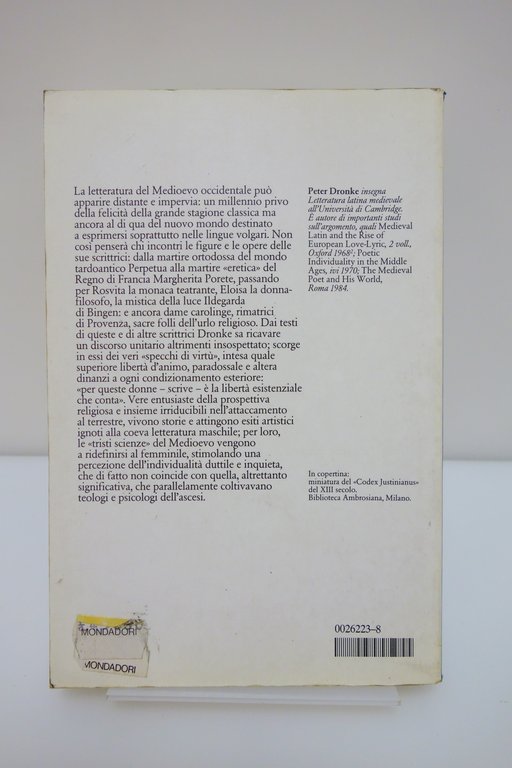 La letteratura del Medioevo occidentale può
apparire distante e impervia: un millennio privo
della felicità della grande stagione classica ma
ancora al di qua del nuovo mondo destinato
a esprimersi soprattutto nelle lingue volgari. Non
così penserà chi incontri le figure e le opere delle
sue scrittrici: dalla martire ortodossa del mondo
tardoantico Perpetua alla martire «eretica» del
Regno di Francia Margherita Porete, passando
per Rosvita la monaca teatrante, Eloisa la donna-
filosofo, la mistica della luce Ildegarda
di Bingen: e ancora dame carolinge, rimatrici
di Provenza, sacre folli dell'urlo religioso. Dai testi
di queste e di altre scrittrici Dronke sa ricavare
un discorso unitario altrimenti insospettato; scorge
in essi dei veri «specchi di virtù», intesa quale
superiore libertà d'animo, paradossale e altera
dinanzi a ogni condizionamento esteriore:
«per queste donne – scrive – è la libertà esistenziale
che conta». Vere entusiaste della prospettiva
religiosa e insieme irriducibili nell'attaccamento
al terrestre, vivono storie e attingono esiti artistici
ignoti alla coeva letteratura maschile; per loro,
le «tristi scienze» del Medioevo vengono
a ridefinirsi al femminile, stimolando una
percezione dell'individualità duttile e inquieta,
che di fatto non coincide con quella, altrettanto
significativa, che parallelamente coltivavano
teologi e psicologi dell'ascesi.
Peter Dronke insegna
Letteratura latina medievale
all'Università di Cambridge.
È autore di importanti studi
sull'argomento, quali Medieval
Latin and the Rise of
European Love-Lyric, 2 voll.,
Oxford 1968²; Poetic
Individuality in the Middle
Ages, ivi 1970; The Medieval
Poet and His World,
Roma 1984.
In copertina:
miniatura del «Codex Justinianus»
del XIII secolo.
Biblioteca Ambrosiana, Milano.
MONDADORI
MONDADORI
0026223–8